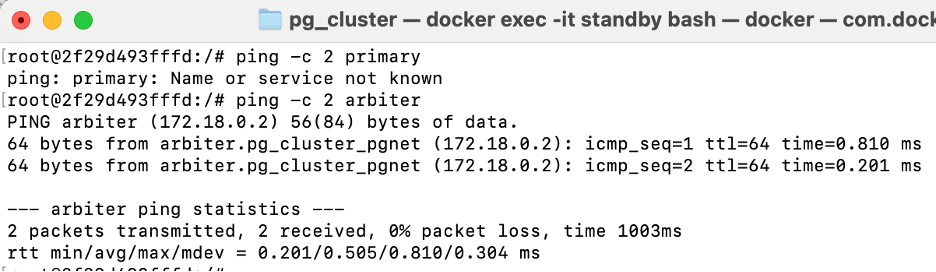 pg_cluster — docker exec -it standby bash — docker — com.dock
[root@2f29d493fffd:/# ping -c 2 primary
ping: primary: Name or service not known
[root@2f29d493fffd:/# ping -c 2 arbiter
PING arbiter (172.18.0.2) 56(84) bytes of data.
64 bytes from arbiter.pg_cluster_pgnet (172.18.0.2): icmp_seq=1 ttl=64 time=0.810 ms
64 bytes from arbiter.pg_cluster_pgnet (172.18.0.2): icmp_seq=2 ttl=64 time=0.201 ms
--- arbiter ping statistics ---
2 packets transmitted, 2 received, 0% packet loss, time 1003ms
rtt min/avg/max/mdev = 0.201/0.505/0.810/0.304 ms